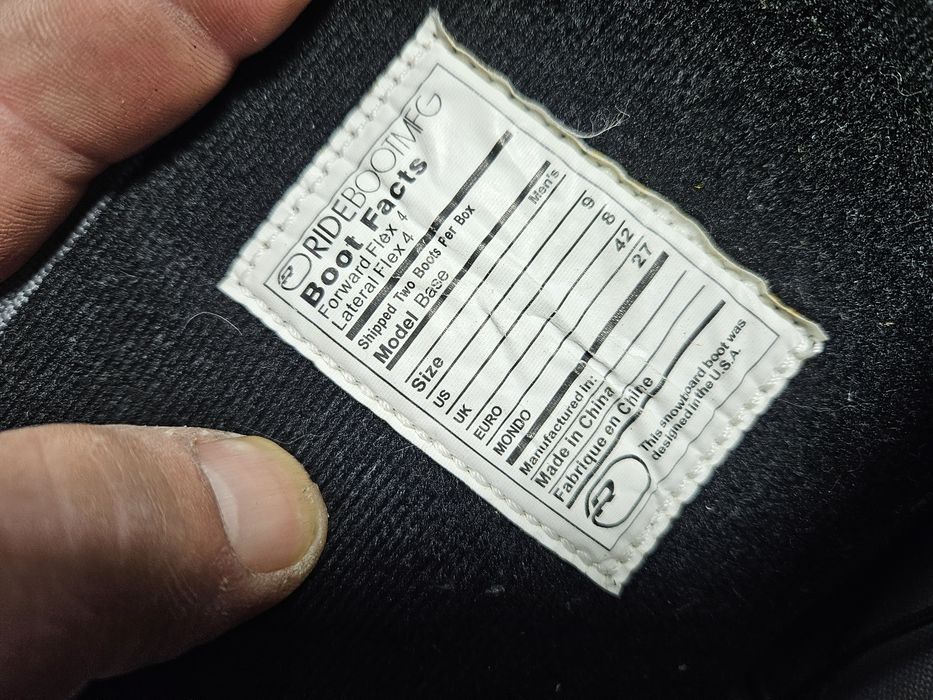 RIDEBOOTMFG
Boot Facts
Forward Flex 4
Lateral Flex 4
Shipped Two Boots Per Box
Model Base
Size Men's
US 9
UK 8
EURO 42
MONDO 27
Manufactured in:
Made in China
Fabrique en Chine
This snowboard boot was
designed in the U.S.A.